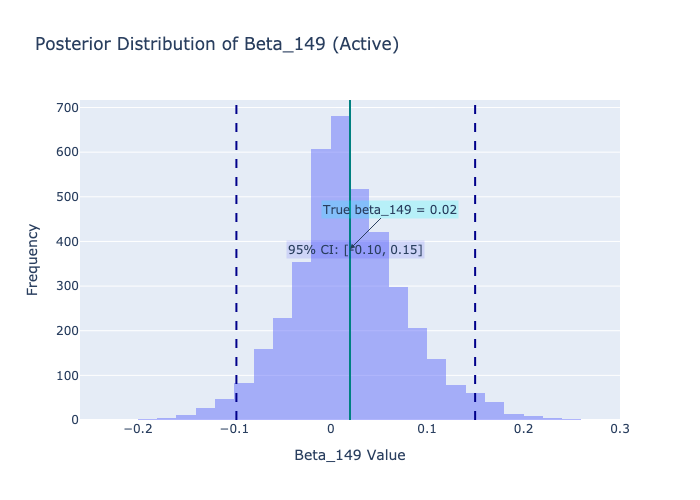 Posterior Distribution of Beta_149 (Active)
700
600
500
400
300
200
100
0
Frequency
True beta_149 = 0.02
95% CI: [-0.10, 0.15]
−0.2
−0.1
0
0.1
0.2
0.3
Beta_149 Value